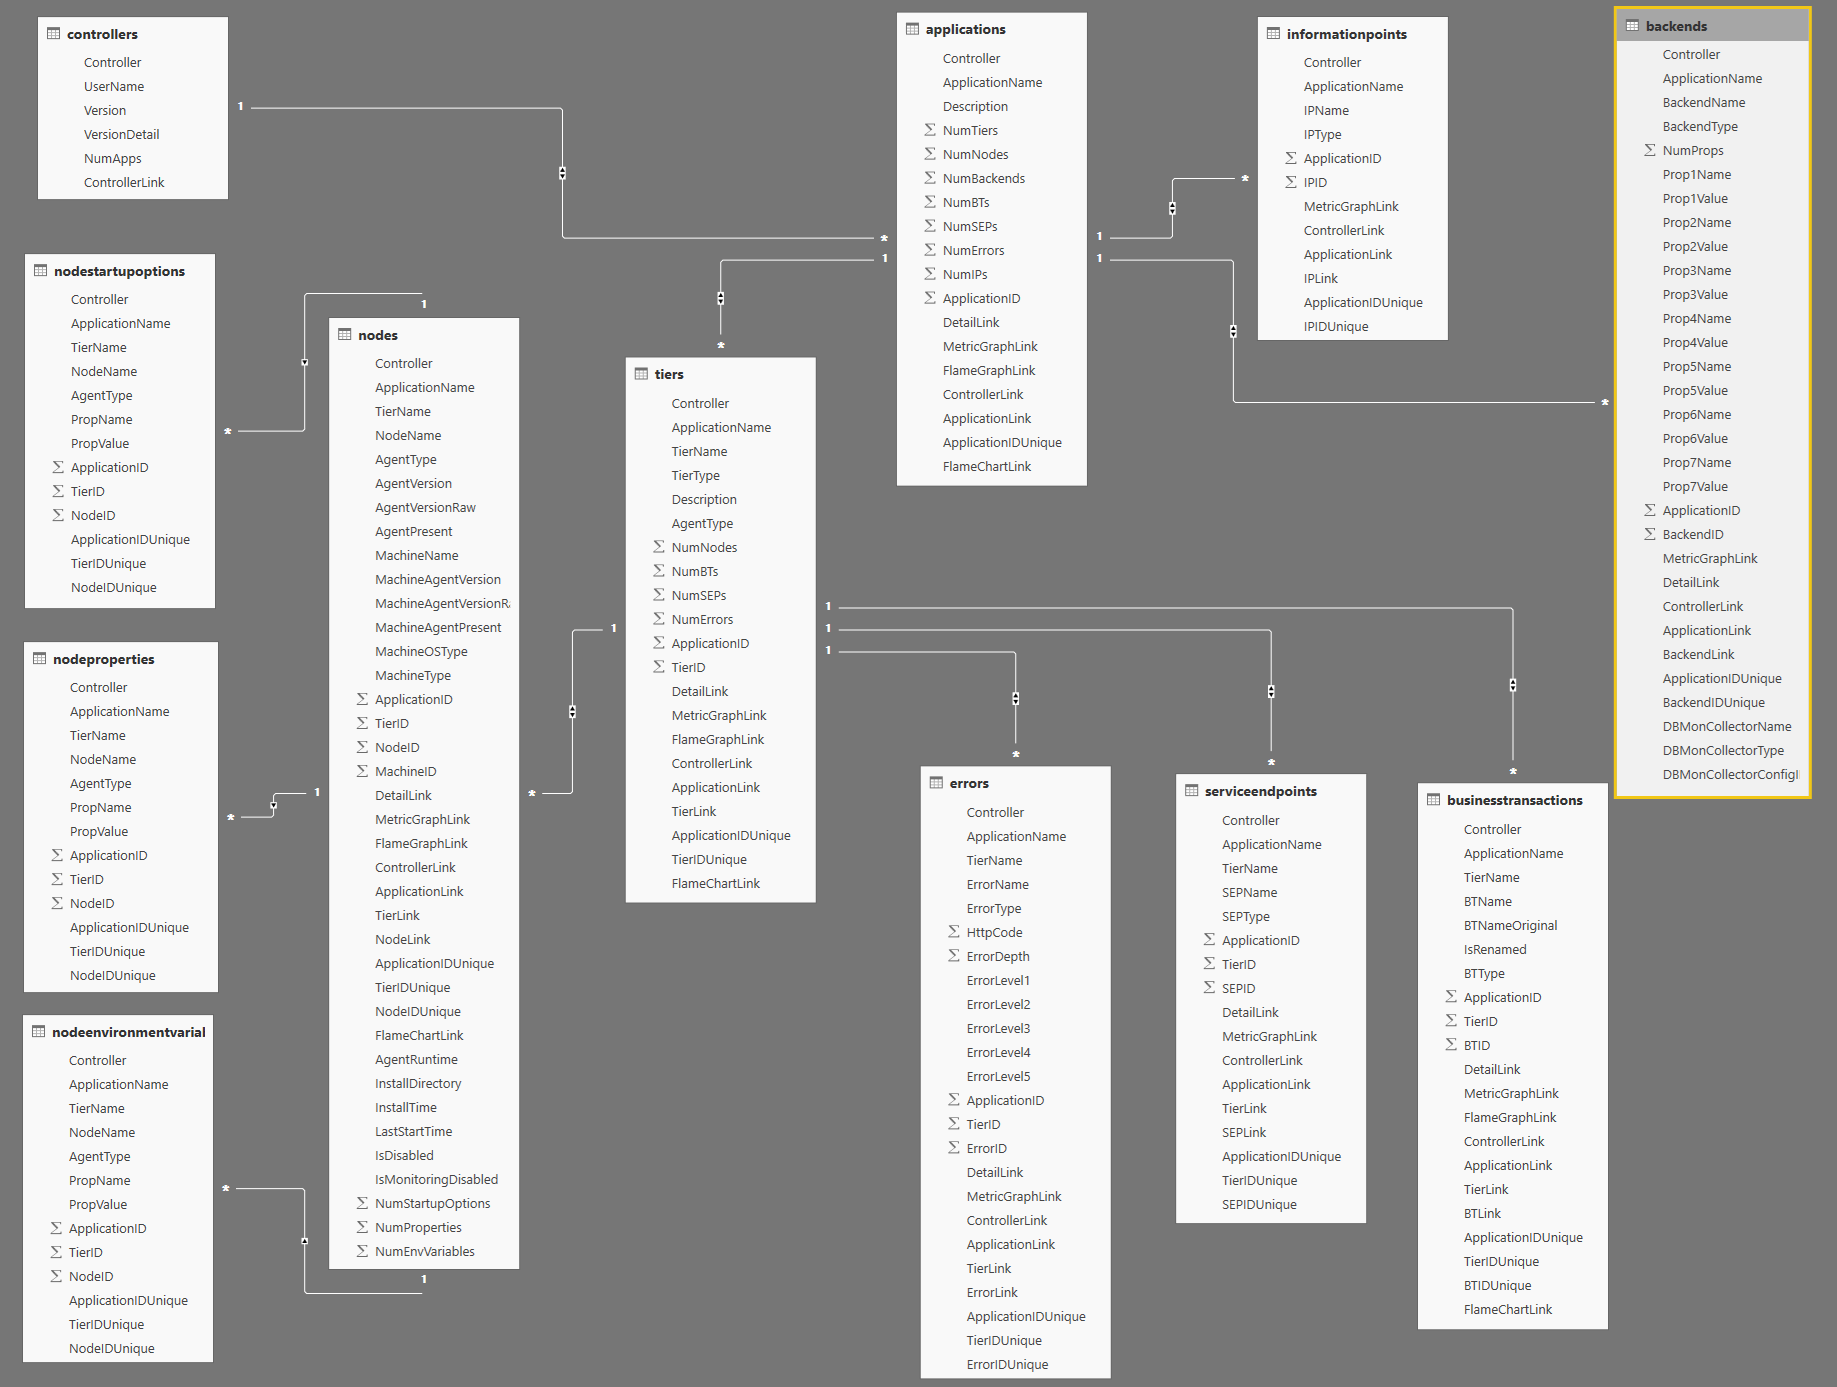 controllers
Controller
UserName
Version
VersionDetail
NumApps
ControllerLink
1
*
1
nodestartupoptions
Controller
ApplicationName
TierName
NodeName
AgentType
PropName
PropValue
ApplicationID
TierID
NodeID
ApplicationIDUnique
TierIDUnique
NodeIDUnique
1
*
nodeproperties
Controller
ApplicationName
TierName
NodeName
AgentType
PropName
PropValue
ApplicationID
TierID
NodeID
ApplicationIDUnique
TierIDUnique
NodeIDUnique
1
*
nodeenvironmentvarial
Controller
ApplicationName
TierName
NodeName
AgentType
PropName
PropValue
ApplicationID
TierID
NodeID
ApplicationIDUnique
TierIDUnique
NodeIDUnique
*
1
nodes
Controller
ApplicationName
TierName
NodeName
AgentType
AgentVersion
AgentVersionRaw
AgentPresent
MachineName
MachineAgentVersion
MachineAgentVersionRa
MachineAgentPresent
MachineOSType
MachineType
ApplicationID
TierID
NodeID
MachineID
DetailLink
MetricGraphLink
FlameGraphLink
ControllerLink
ApplicationLink
TierLink
NodeLink
ApplicationIDUnique
TierIDUnique
NodeIDUnique
FlameChartLink
AgentRuntime
InstallDirectory
InstallTime
LastStartTime
IsDisabled
IsMonitoringDisabled
NumStartupOptions
NumProperties
NumEnvVariables
*
1
*
tiers
Controller
ApplicationName
TierName
TierType
Description
AgentType
NumNodes
NumBTs
NumSEPs
NumErrors
ApplicationID
TierID
DetailLink
MetricGraphLink
FlameGraphLink
ControllerLink
ApplicationLink
TierLink
ApplicationIDUnique
TierIDUnique
FlameChartLink
1
1
1
applications
Controller
ApplicationName
Description
NumTiers
NumNodes
NumBackends
NumBTs
NumSEPs
NumErrors
NumIPs
ApplicationID
DetailLink
MetricGraphLink
FlameGraphLink
ControllerLink
ApplicationLink
ApplicationIDUnique
FlameChartLink
1
1
*
*
informationpoints
Controller
ApplicationName
IPName
IPType
ApplicationID
IPID
MetricGraphLink
ControllerLink
ApplicationLink
IPLink
ApplicationIDUnique
IPIDUnique
backends
Controller
ApplicationName
BackendName
BackendType
NumProps
Prop1Name
Prop1Value
Prop2Name
Prop2Value
Prop3Name
Prop3Value
Prop4Name
Prop4Value
Prop5Name
Prop5Value
Prop6Name
Prop6Value
Prop7Name
Prop7Value
ApplicationID
BackendID
MetricGraphLink
DetailLink
ControllerLink
ApplicationLink
BackendLink
ApplicationIDUnique
BackendIDUnique
DBMonCollectorName
DBMonCollectorType
DBMonCollectorConfigI
*
errors
Controller
ApplicationName
TierName
ErrorName
ErrorType
HttpCode
ErrorDepth
ErrorLevel1
ErrorLevel2
ErrorLevel3
ErrorLevel4
ErrorLevel5
ApplicationID
TierID
ErrorID
DetailLink
MetricGraphLink
ControllerLink
ApplicationLink
TierLink
ErrorLink
ApplicationIDUnique
TierIDUnique
ErrorIDUnique
*
serviceendpoints
Controller
ApplicationName
TierName
SEPName
SEPType
ApplicationID
TierID
SEPID
DetailLink
MetricGraphLink
ControllerLink
ApplicationLink
TierLink
SEPLink
ApplicationIDUnique
TierIDUnique
SEPIDUnique
*
businesstransactions
Controller
ApplicationName
TierName
BTName
BTNameOriginal
IsRenamed
BTType
ApplicationID
TierID
BTID
DetailLink
MetricGraphLink
FlameGraphLink
ControllerLink
ApplicationLink
TierLink
BTLink
ApplicationIDUnique
TierIDUnique
BTIDUnique
FlameChartLink